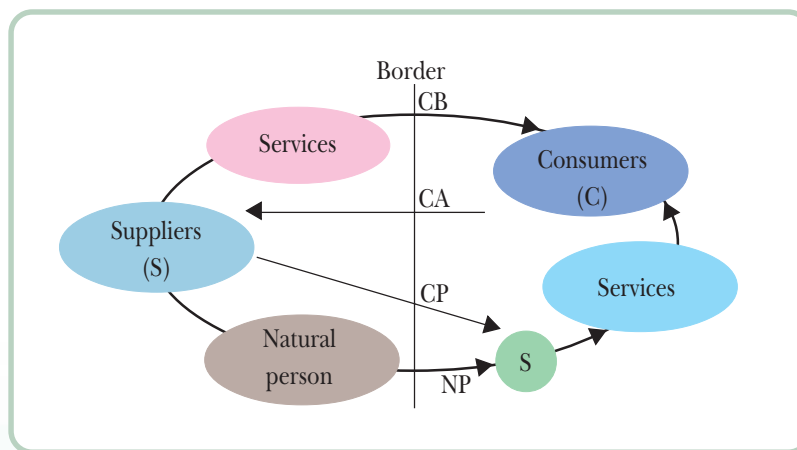 Border
CB
Services
Consumers
(C)
CA
Suppliers
(S)
CP
Services
Natural
person
S
NP